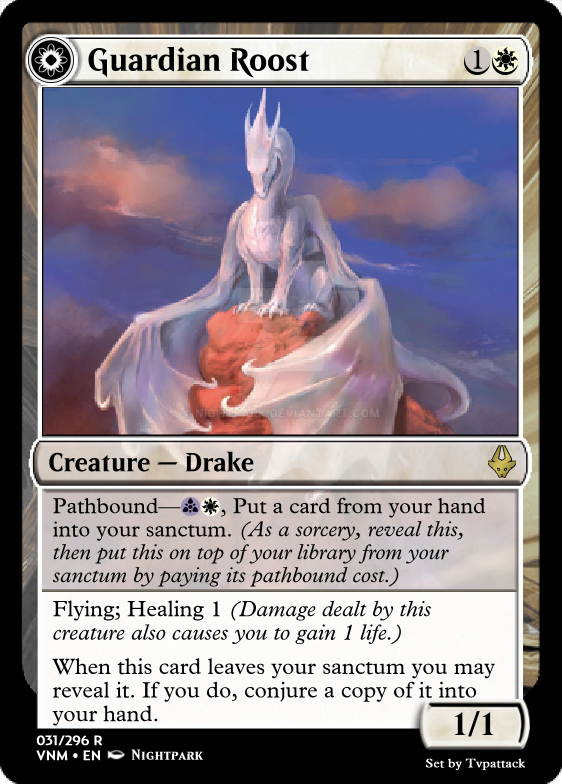 Guardian Roost 1
Creature — Drake
Pathbound—, Put a card from your hand
into your sanctum. (As a sorcery, reveal this,
then put this on top of your library from your
sanctum by paying its pathbound cost.)
Flying; Healing 1 (Damage dealt by this
creature also causes you to gain 1 life.)
When this card leaves your sanctum you may
reveal it. If you do, conjure a copy of it into
your hand.
1/1
031/296 R
VNM • EN Nightpark
Set by Tvpattack